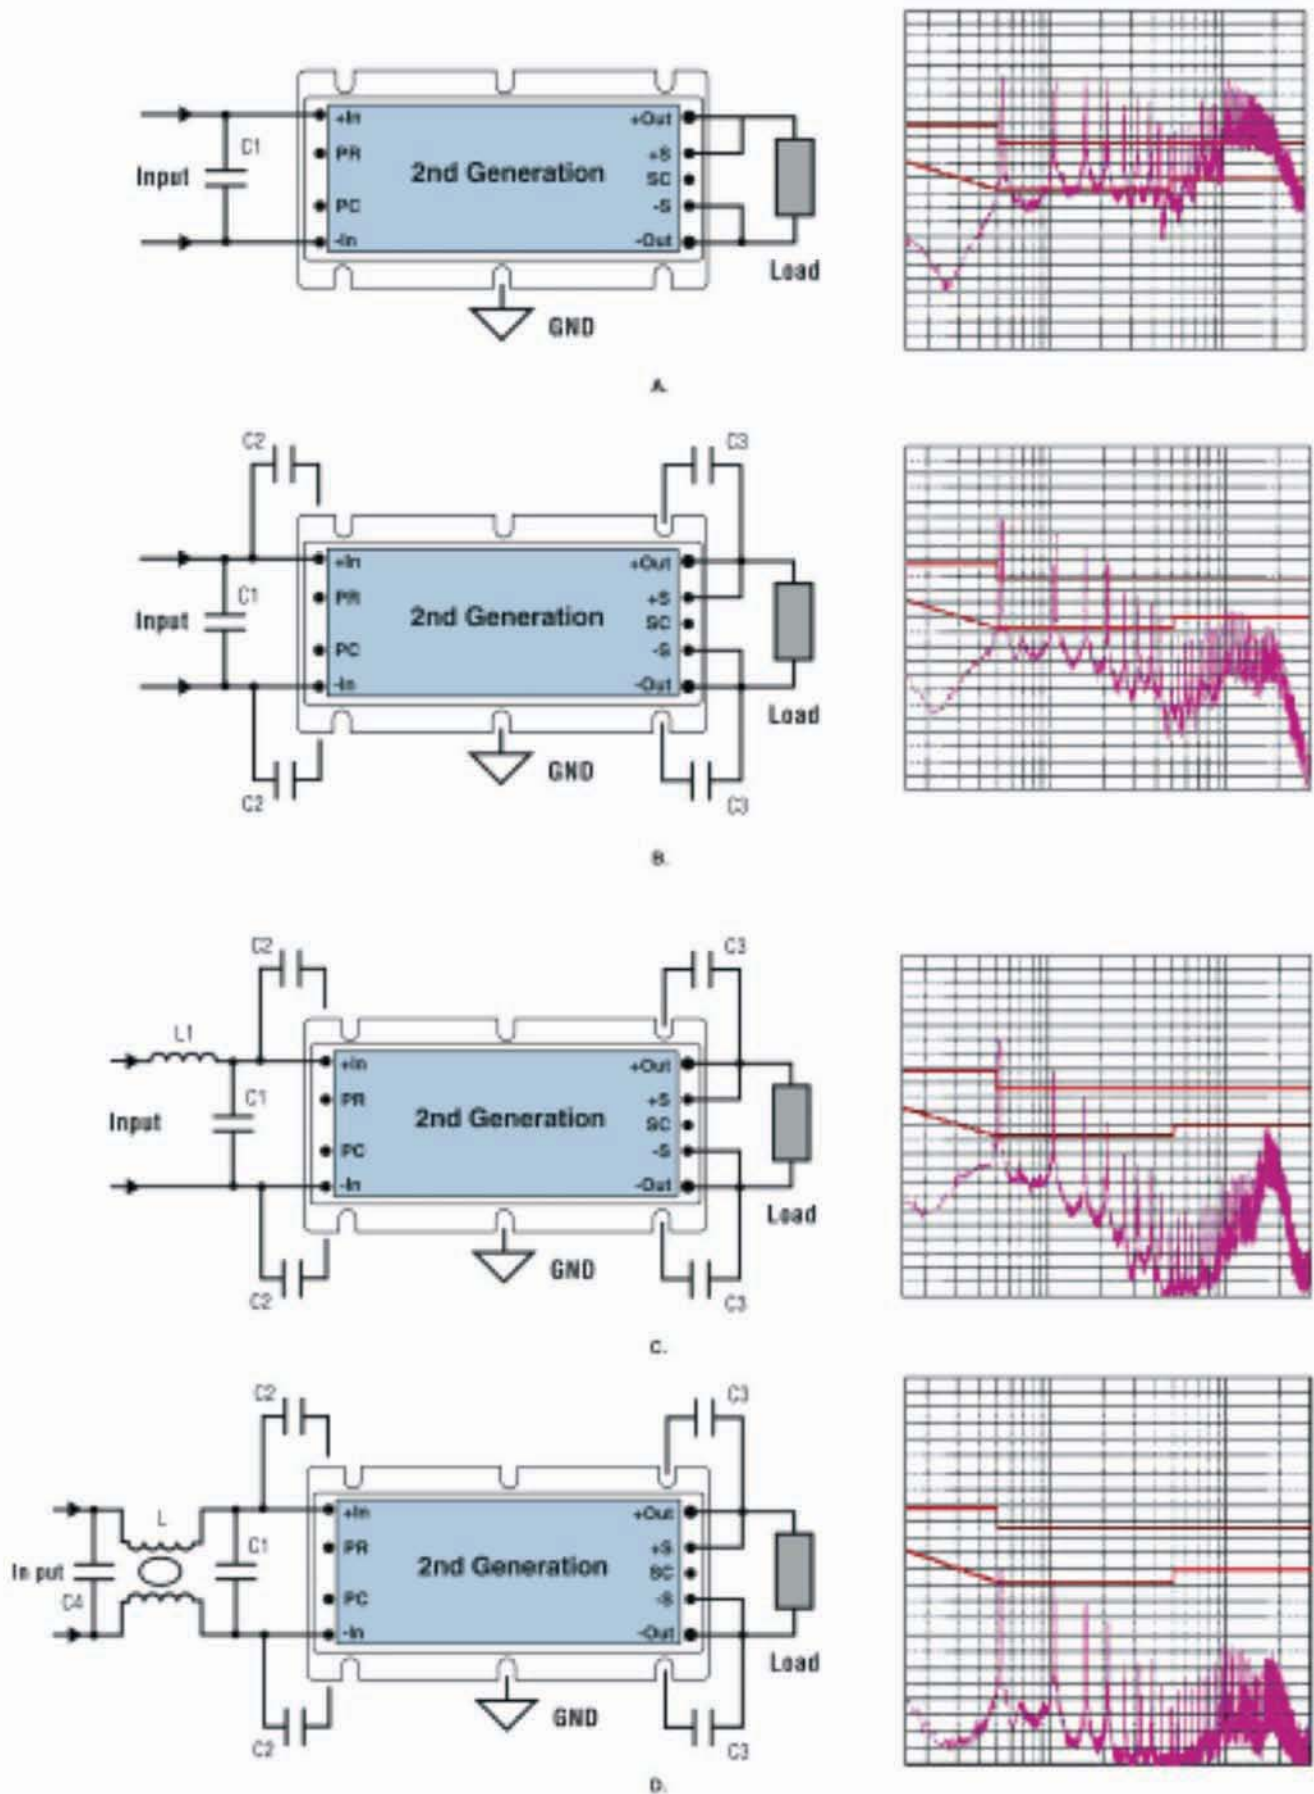 C1
+In
+Out
PR
2nd Generation
+S
Input
SC
PC
-S
-In
-Out
Load
GND
A.
C2
C3
+In
+Out
C1
PR
2nd Generation
+S
Input
SC
PC
-S
-In
-Out
Load
GND
C2
C3
B.
C2
C3
L1
+In
+Out
C1
PR
+S
Input
2nd Generation
SC
PC
-S
-In
-Out
Load
GND
C2
C3
C.
C2
C3
L
+In
+Out
C1
PR
+S
In put
2nd Generation
SC
C4
PC
-S
-In
-Out
Load
GND
C2
C3
D.